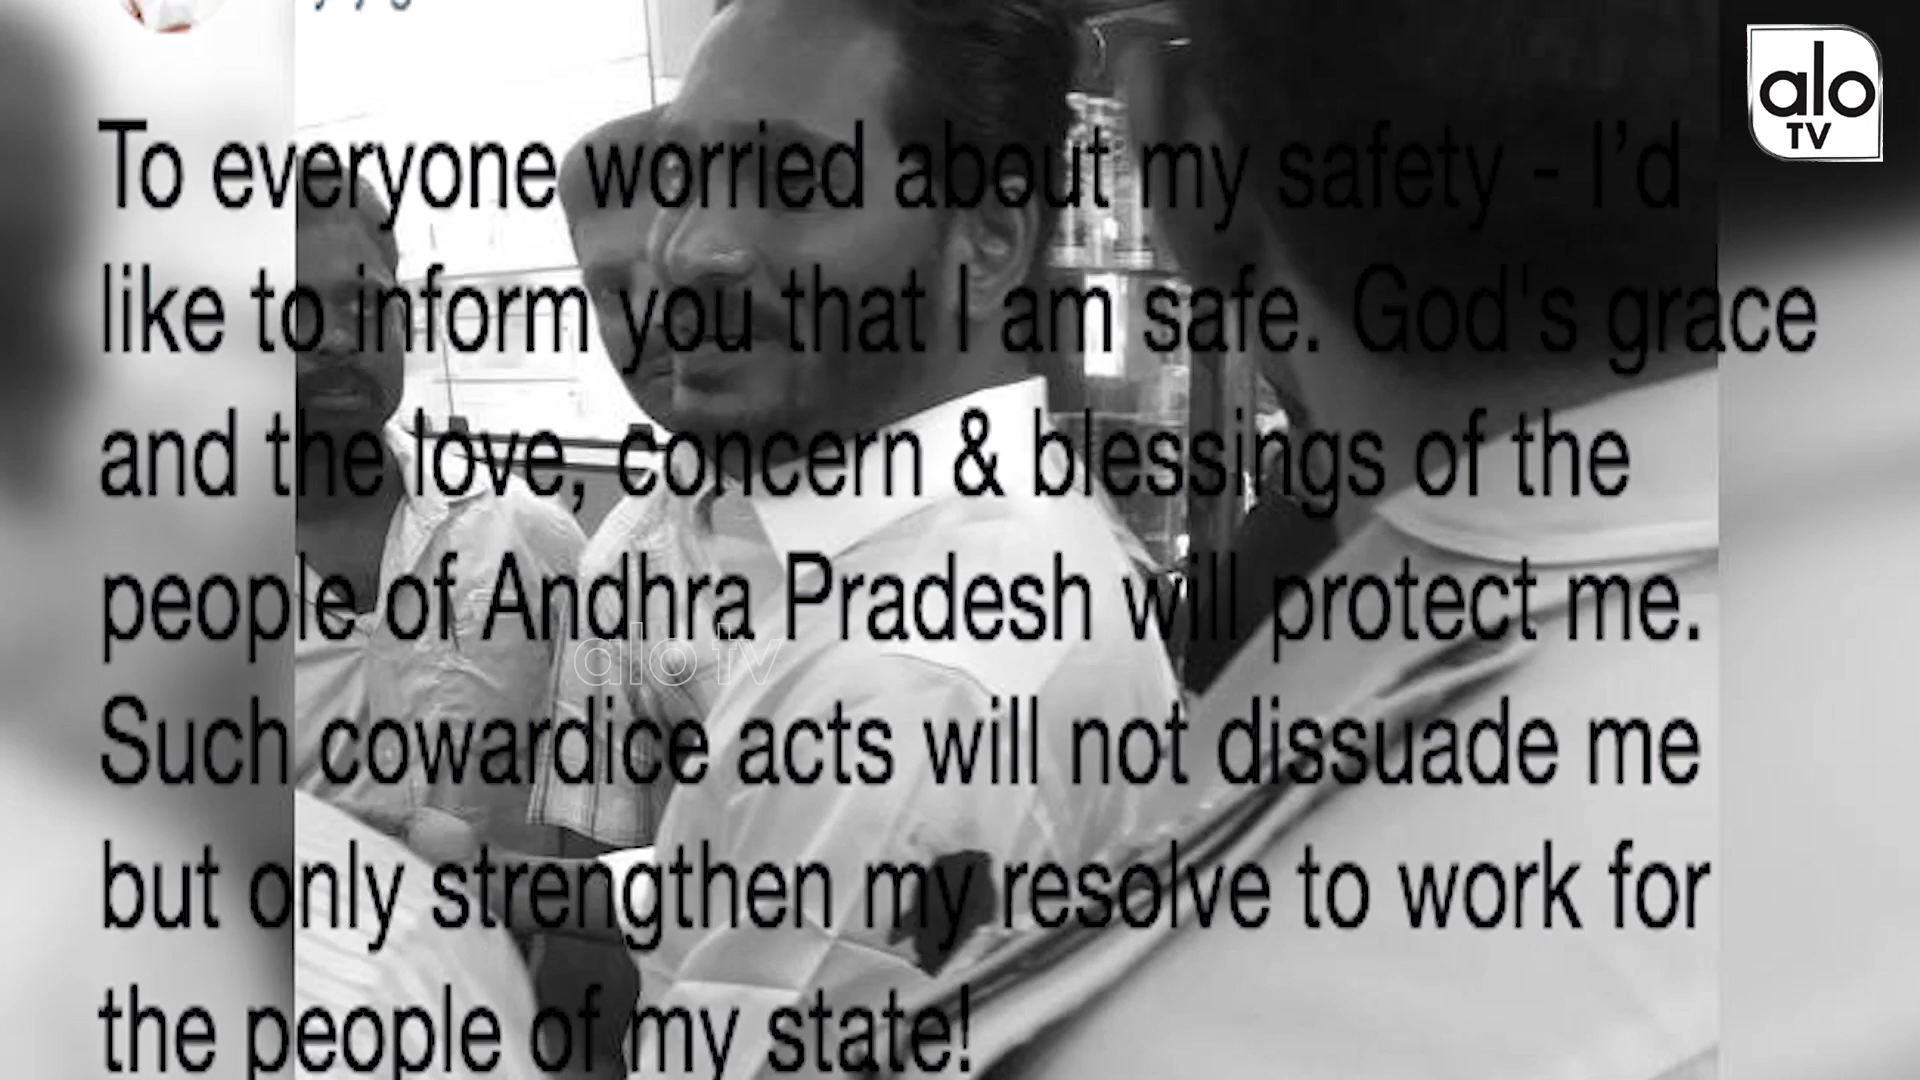 alo
TV
To everyone worried about my safety - I'd
like to inform you that I am safe. God's grace
and the love, concern & blessings of the
people of Andhra Pradesh will protect me.
alo tv
Such cowardice acts will not dissuade me
but only strengthen my resolve to work for
the people of my state!